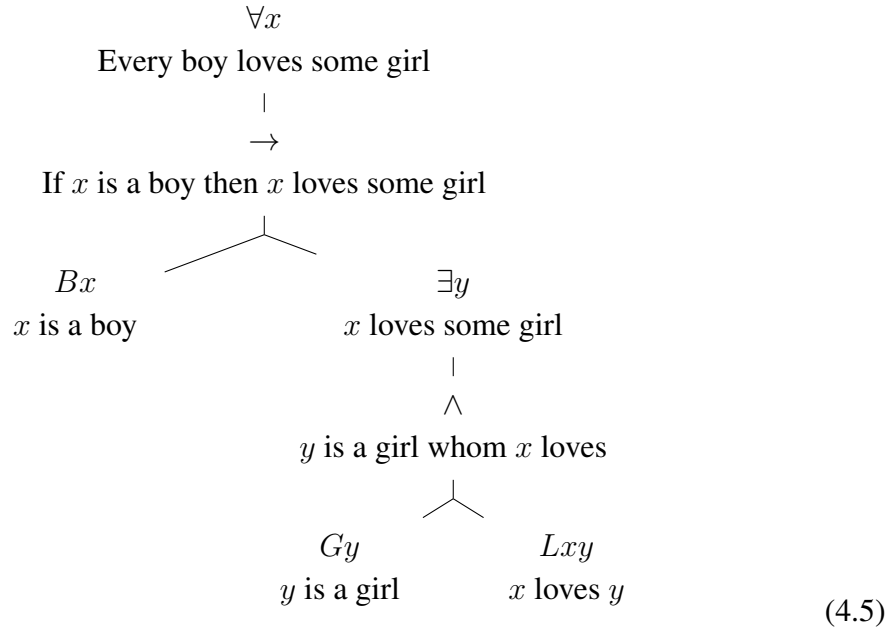 ∀x
Every boy loves some girl
→
If x is a boy then x loves some girl
Bx ∃y
x is a boy x loves some girl
∧
y is a girl whom x loves
Gy Lxy
y is a girl x loves y
(4.5)